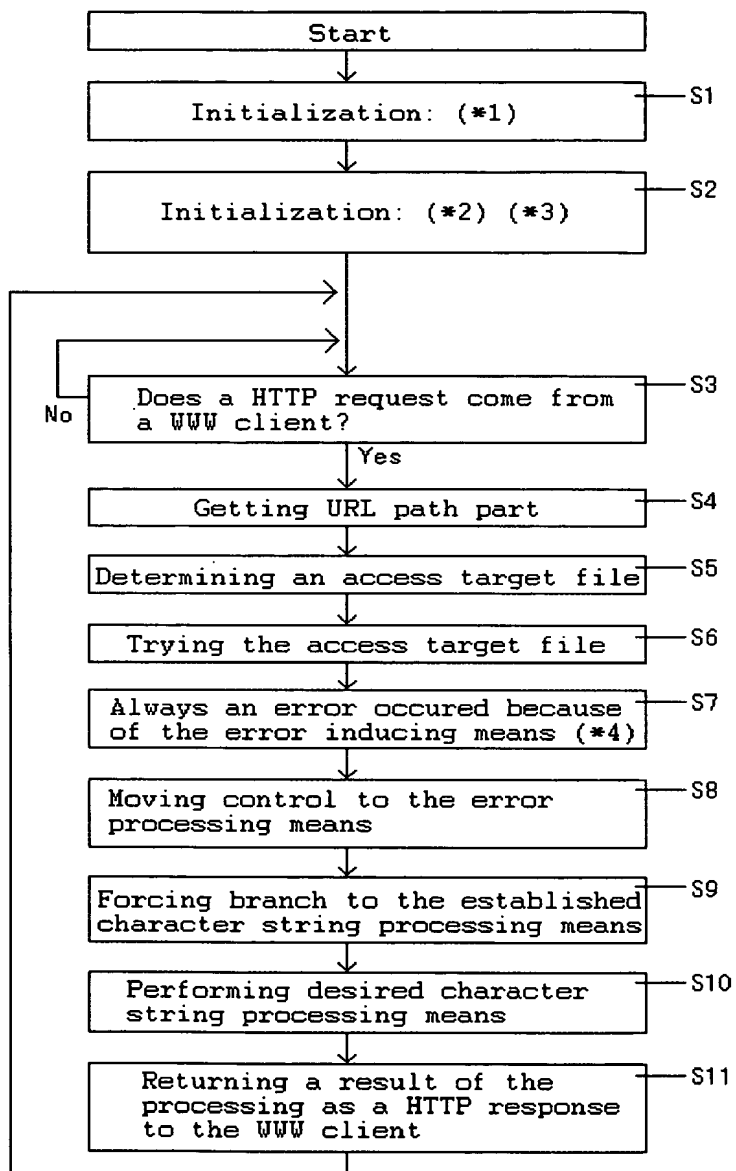 Start
Initialization: (*1)
S1
Initialization: (*2) (*3)
S2
Does a HTTP request come from
a WWW client?
S3
No
Yes
Getting URL path part
S4
Determining an access target file
S5
Trying the access target file
S6
Always an error occured because
of the error inducing means (*4)
S7
Moving control to the error
processing means
S8
Forcing branch to the established
character string processing means
S9
Performing desired character
string processing means
S10
Returning a result of the
processing as a HTTP response
to the WWW client
S11